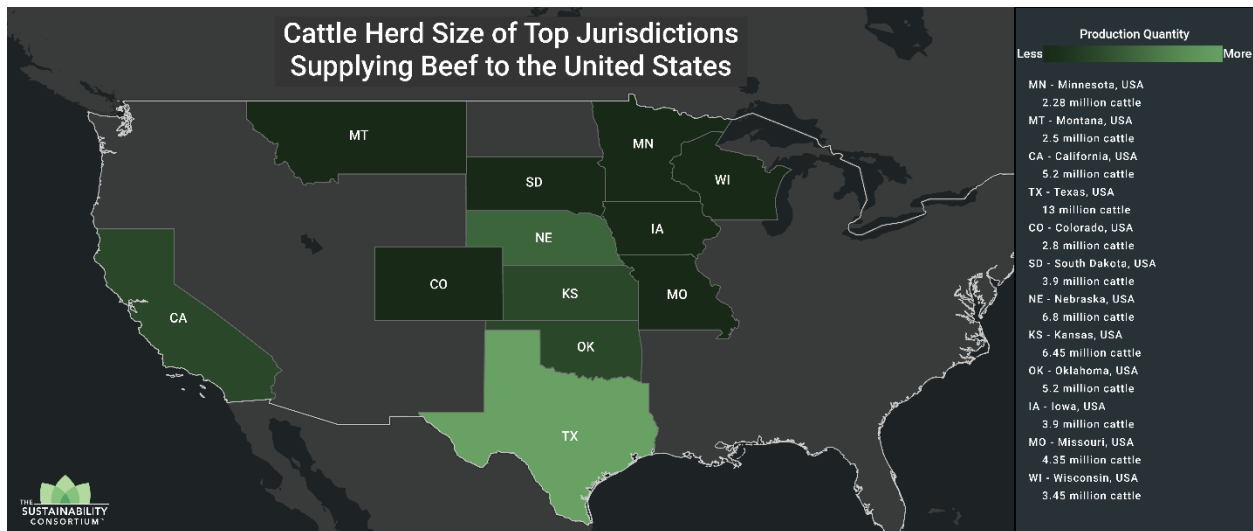 Cattle Herd Size of Top Jurisdictions
Supplying Beef to the United States
MT
MN
WI
SD
IA
NE
CO
KS
MO
CA
OK
TX
THE
SUSTAINABILITY
CONSORTIUM™
Production Quantity
Less More
MN - Minnesota, USA
2.28 million cattle
MT - Montana, USA
2.5 million cattle
CA - California, USA
5.2 million cattle
TX - Texas, USA
13 million cattle
CO - Colorado, USA
2.8 million cattle
SD - South Dakota, USA
3.9 million cattle
NE - Nebraska, USA
6.8 million cattle
KS - Kansas, USA
6.45 million cattle
OK - Oklahoma, USA
5.2 million cattle
IA - Iowa, USA
3.9 million cattle
MO - Missouri, USA
4.35 million cattle
WI - Wisconsin, USA
3.45 million cattle